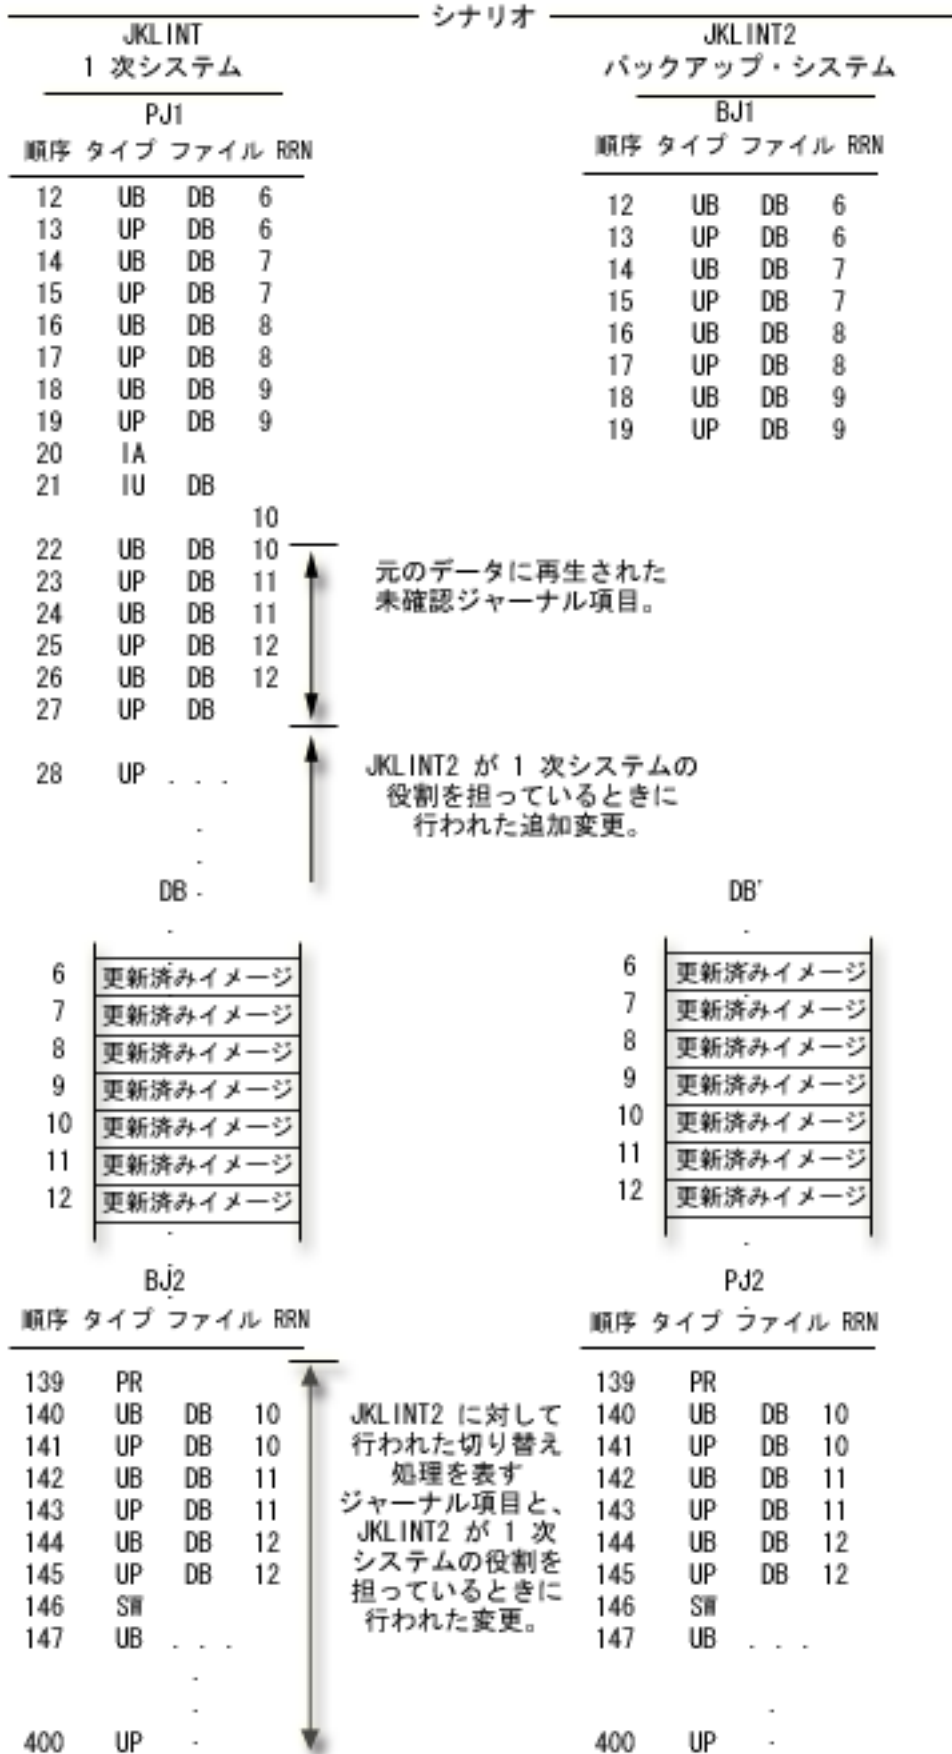 シナリオ
JKLINT
1 次システム
PJ1
順序 タイプ ファイル RRN
12 UB DB 6
13 UP DB 6
14 UB DB 7
15 UP DB 7
16 UB DB 8
17 UP DB 8
18 UB DB 9
19 UP DB 9
20 IA
21 IU DB
10
22 UB DB 10
23 UP DB 11
24 UB DB 11
25 UP DB 12
26 UB DB 12
27 UP DB
28 UP . . .
元のデータに再生された
未確認ジャーナル項目。
JKLINT2 が 1 次システムの
役割を担っているときに
行われた追加変更。
JKLINT2
バックアップ・システム
BJ1
順序 タイプ ファイル RRN
12 UB DB 6
13 UP DB 6
14 UB DB 7
15 UP DB 7
16 UB DB 8
17 UP DB 8
18 UB DB 9
19 UP DB 9
DB
6 更新済みイメージ
7 更新済みイメージ
8 更新済みイメージ
9 更新済みイメージ
10 更新済みイメージ
11 更新済みイメージ
12 更新済みイメージ
DB'
6 更新済みイメージ
7 更新済みイメージ
8 更新済みイメージ
9 更新済みイメージ
10 更新済みイメージ
11 更新済みイメージ
12 更新済みイメージ
BJ2
順序 タイプ ファイル RRN
139 PR
140 UB DB 10
141 UP DB 10
142 UB DB 11
143 UP DB 11
144 UB DB 12
145 UP DB 12
146 SW
147 UB . . .
400 UP
JKLINT2 に対して
行われた切り替え
処理を表す
ジャーナル項目と、
JKLINT2 が 1 次
システムの役割を
担っているときに
行われた変更。
PJ2
順序 タイプ ファイル RRN
139 PR
140 UB DB 10
141 UP DB 10
142 UB DB 11
143 UP DB 11
144 UB DB 12
145 UP DB 12
146 SW
147 UB . . .
400 UP